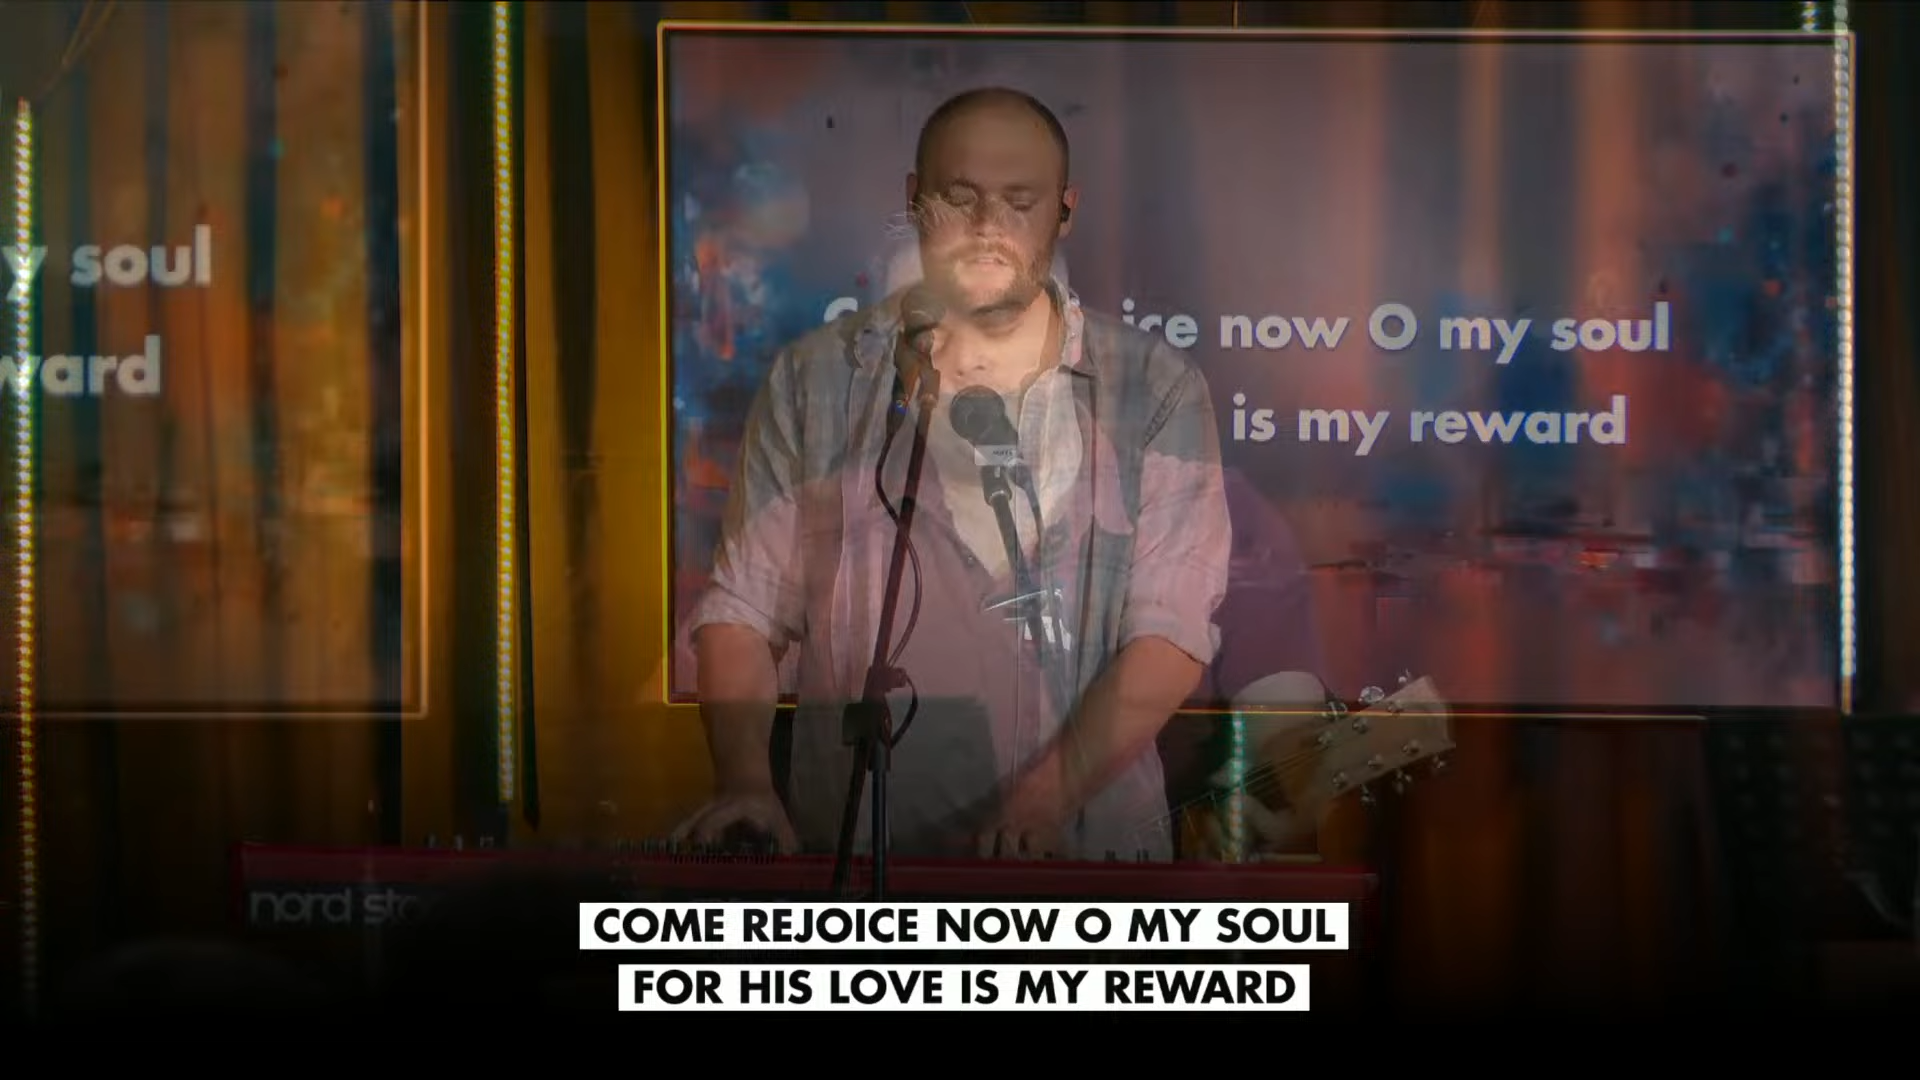 y soul
ward
ice now O my soul
is my reward
nord sta
COME REJOICE NOW O MY SOUL
FOR HIS LOVE IS MY REWARD